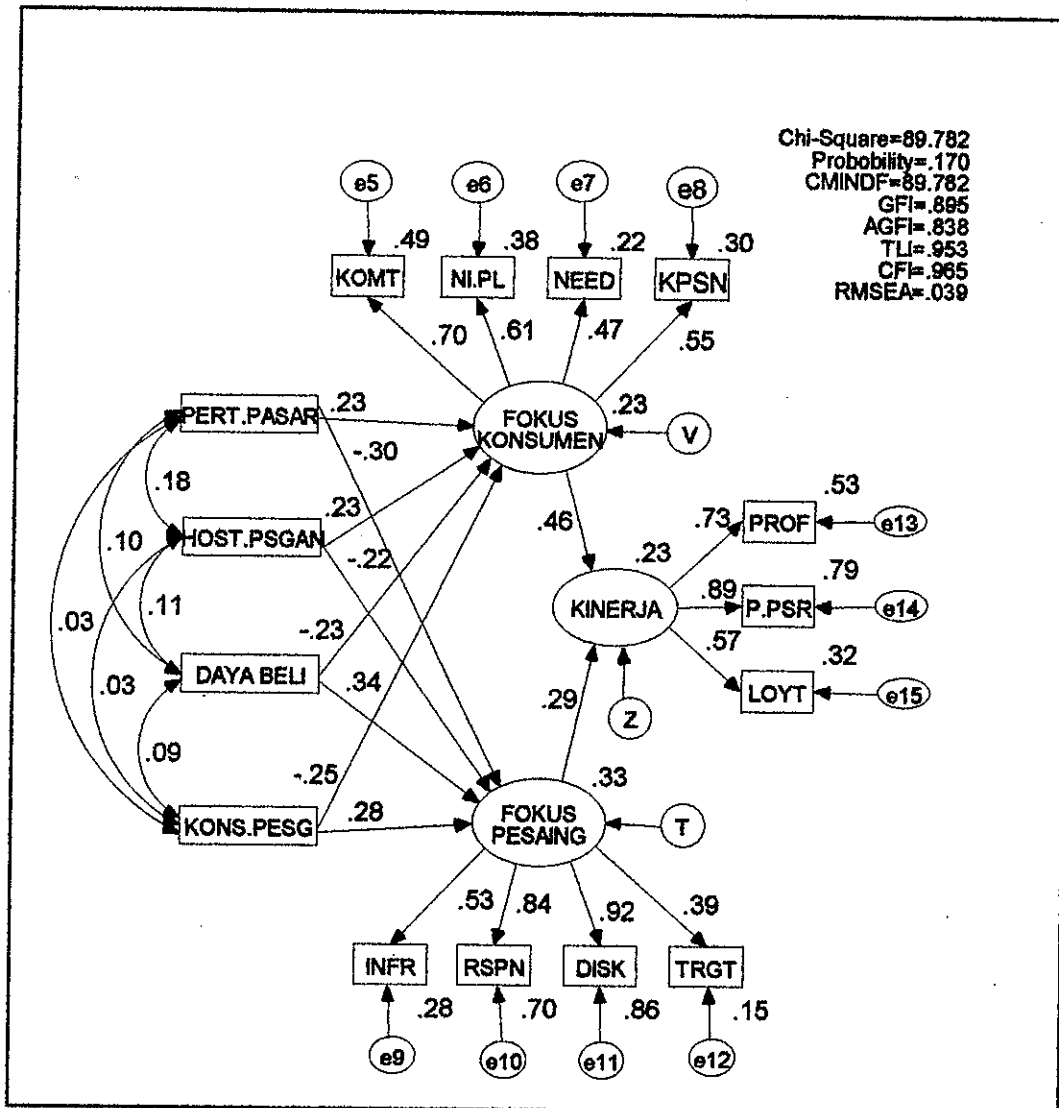 Chi-Square=89.782
Probobility=.170
CMINDF=89.782
GFI=.895
AGFI=.838
TLI=.953
CFI=.965
RMSEA=.039
e5
e6
e7
e8
.49
.38
.22
.30
KOMT
NI.PL
NEED
KPSN
.70
.61
.47
.55
PERT.PASAR
.23
FOKUS
KONSUMEN
.23
V
-.30
.18
.23
HOST.PSGAN
.10
-.22
.11
.03
-.23
DAYA BELI
.03
.34
.09
-.25
KONS.PESG
.28
.46
.23
KINERJA
Z
.29
.73
PROF
.53
e13
.89
P.PSR
.79
e14
.57
LOYT
.32
e15
.33
FOKUS
PESAING
T
.53
.84
.92
.39
INFR
RSPN
DISK
TRGT
.28
.70
.86
.15
e9
e10
e11
e12